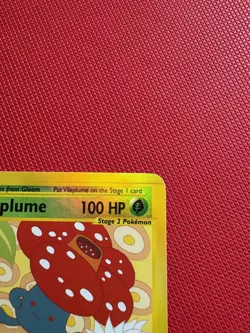 from Gloom Put Vileplume on the Stage 1 card
plume 100 HP
Stage 2 Pokémon